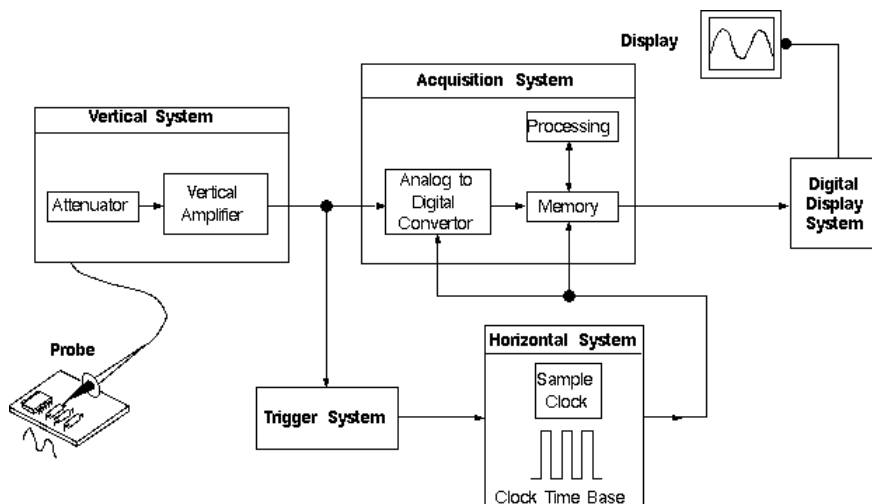 Display
Acquisition System
Vertical System
Processing
Attenuator
Vertical
Amplifier
Analog to
Digital
Convertor
Memory
Digital
Display
System
Probe
Horizontal System
Sample
Clock
Trigger System
Clock Time Base